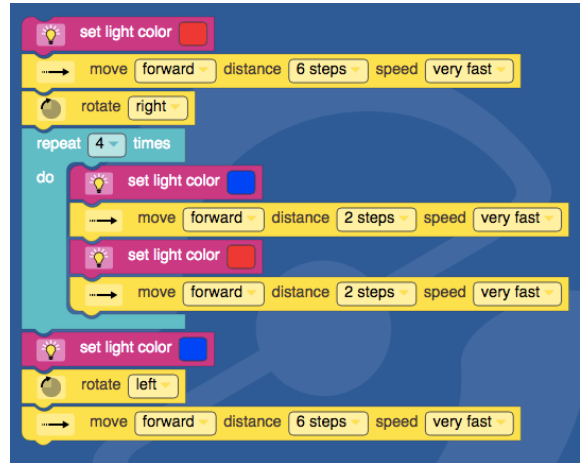 set light color
move forward distance 6 steps speed very fast
rotate right
repeat 4 times
do set light color
move forward distance 2 steps speed very fast
set light color
move forward distance 2 steps speed very fast
set light color
rotate left
move forward distance 6 steps speed very fast